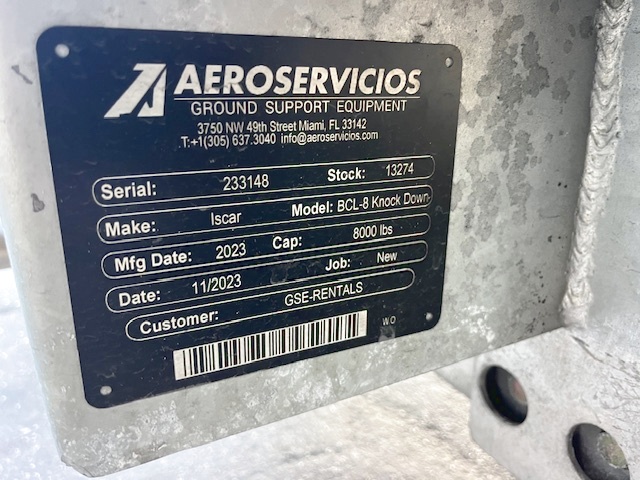 AEROSERVICIOS
GROUND SUPPORT EQUIPMENT
3750 NW 49th Street Miami, FL 33142
T:+1(305) 637.3040 info@aeroservicios.com
Serial: 233148 Stock: 13274
Make: Iscar Model: BCL-8 Knock Down
Mfg Date: 2023 Cap: 8000 lbs
Date: 11/2023 Job: New
Customer: GSE-RENTALS
W.O